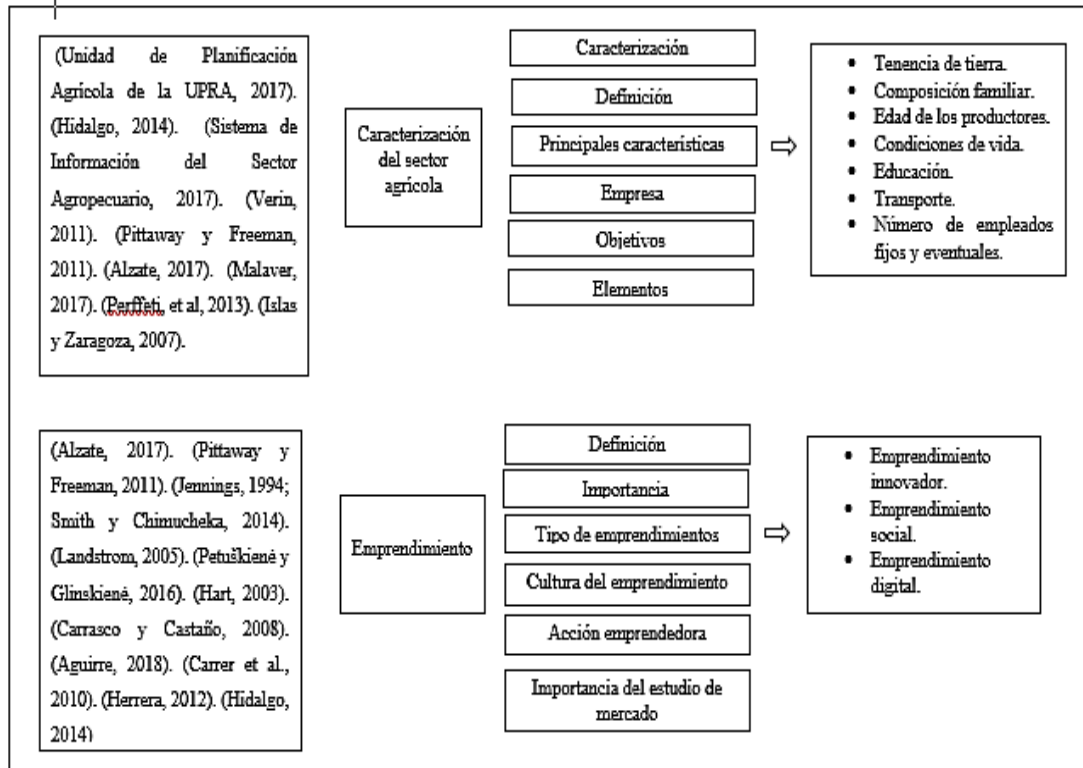 (Unidad de Planificación
Agrícola de la UPRA, 2017).
(Hidalgo, 2014). (Sistema de
Información del Sector
Agropecuario, 2017). (Verin,
2011). (Pittaway y Freeman,
2011). (Alzate, 2017). (Malaver,
2017). (Perffeti, et al, 2013). (Islas
y Zaragoza, 2007).
Caracterización
del sector
agrícola
Caracterización
Definición
Principales características
Empresa
Objetivos
Elementos
• Tenencia de tierra.
• Composición familiar.
• Edad de los productores.
• Condiciones de vida.
• Educación.
• Transporte.
• Número de empleados
fijos y eventuales.
(Alzate, 2017). (Pittaway y
Freeman, 2011). (Jennings, 1994;
Smith y Chimucheka, 2014).
(Landstrom, 2005). (Petuškienė y
Glinskienė, 2016). (Hart, 2003).
(Carrasco y Castaño, 2008).
(Aguirre, 2018). (Carrer et al.,
2010). (Herrera, 2012). (Hidalgo,
2014)
Emprendimiento
Definición
Importancia
Tipo de emprendimientos
Cultura del emprendimiento
Acción emprendedora
Importancia del estudio de
mercado
• Emprendimiento
innovador.
• Emprendimiento
social.
• Emprendimiento
digital.